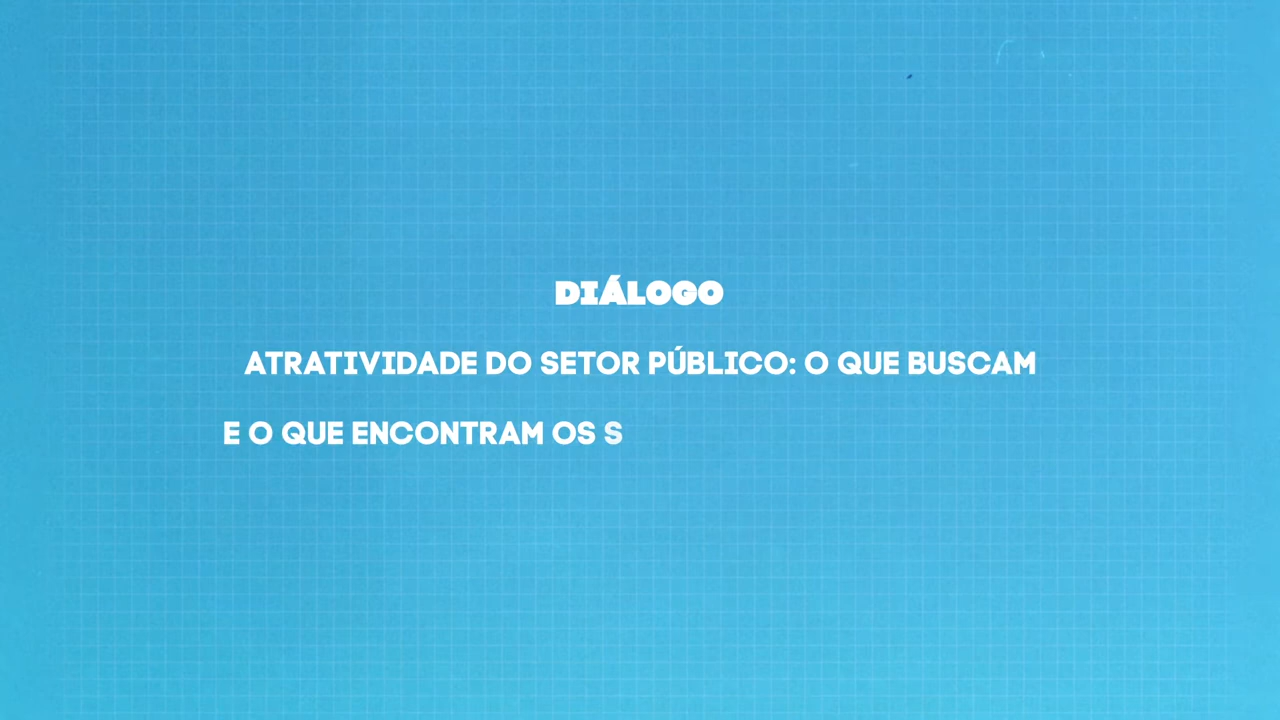 DIÁLOGO
ATRATIVIDADE DO SETOR PÚBLICO: O QUE BUSCAM
E O QUE ENCONTRAM OS S